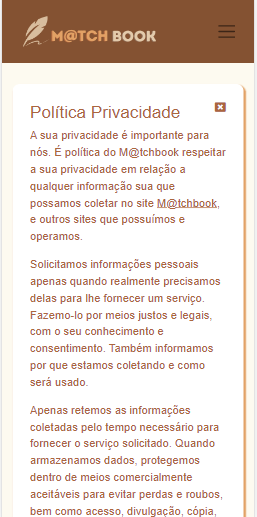 M@TCH BOOK
Política Privacidade
A sua privacidade é importante para
nós. É política do M@tchbook respeitar
a sua privacidade em relação a
qualquer informação sua que
possamos coletar no site M@tchbook,
e outros sites que possuímos e
operamos.
Solicitamos informações pessoais
apenas quando realmente precisamos
delas para lhe fornecer um serviço.
Fazemo-lo por meios justos e legais,
com o seu conhecimento e
consentimento. Também informamos
por que estamos coletando e como
será usado.
Apenas retemos as informações
coletadas pelo tempo necessário para
fornecer o serviço solicitado. Quando
armazenamos dados, protegemos
dentro de meios comercialmente
aceitáveis para evitar perdas e roubos,
bem como acesso, divulgação, cópia,